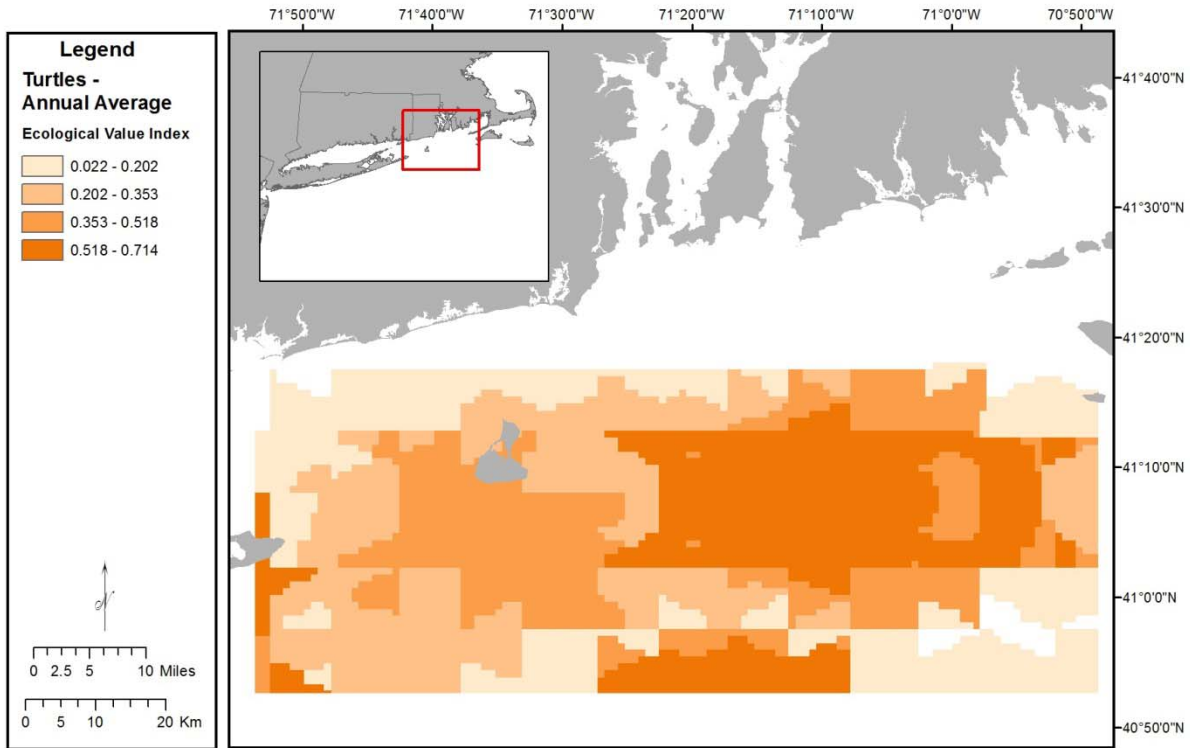 71°50'0"W 71°40'0"W 71°30'0"W 71°20'0"W 71°10'0"W 71°0'0"W 70°50'0"W
Legend
Turtles -
Annual Average
Ecological Value Index
0.022 - 0.202
0.202 - 0.353
0.353 - 0.518
0.518 - 0.714
N
0 2.5 5 10 Miles
0 5 10 20 Km
41°40'0"N
41°30'0"N
41°20'0"N
41°10'0"N
41°0'0"N
40°50'0"N